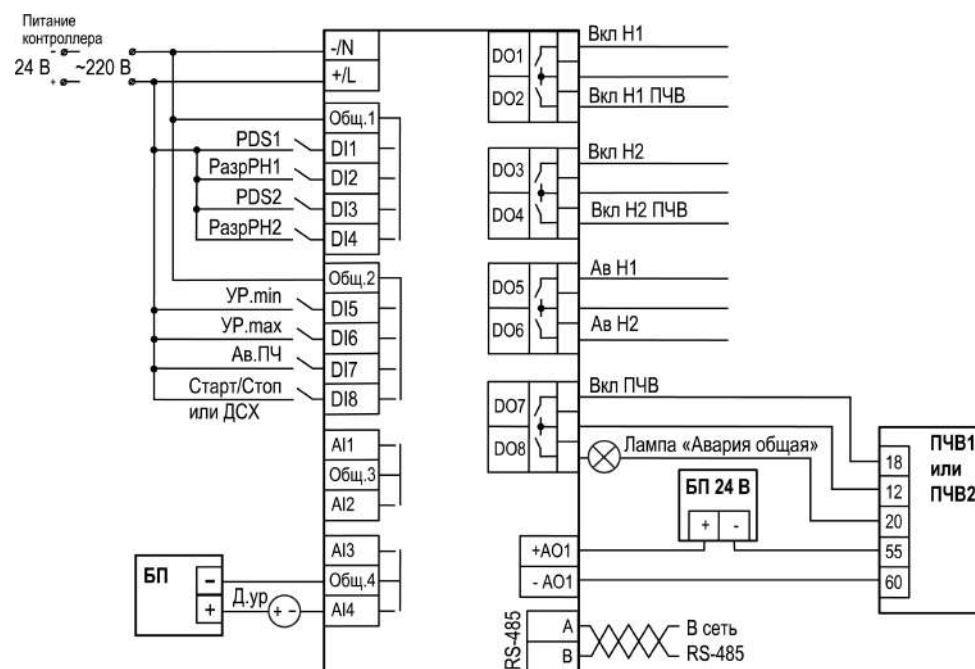 Питание
контроллера
-
24 В ~220 В
+
-/N
+/L
Общ.1
PDS1 DI1
РазрРН1 DI2
PDS2 DI3
РазрРН2 DI4
Общ.2
УР.min DI5
УР.max DI6
Ав.ПЧ DI7
Старт/Стоп DI8
или ДСХ
AI1
Общ.3
AI2
AI3
БП - Общ.4
+ Д.ур + - AI4
DO1 Вкл Н1
DO2 Вкл Н1 ПЧВ
DO3 Вкл Н2
DO4 Вкл Н2 ПЧВ
DO5 Ав Н1
DO6 Ав Н2
DO7 Вкл ПЧВ
DO8 Лампа «Авария общая»
БП 24 В
+ -
+AO1
- AO1
RS-485
A В сеть
B RS-485
ПЧВ1
или
ПЧВ2
18
12
20
55
60